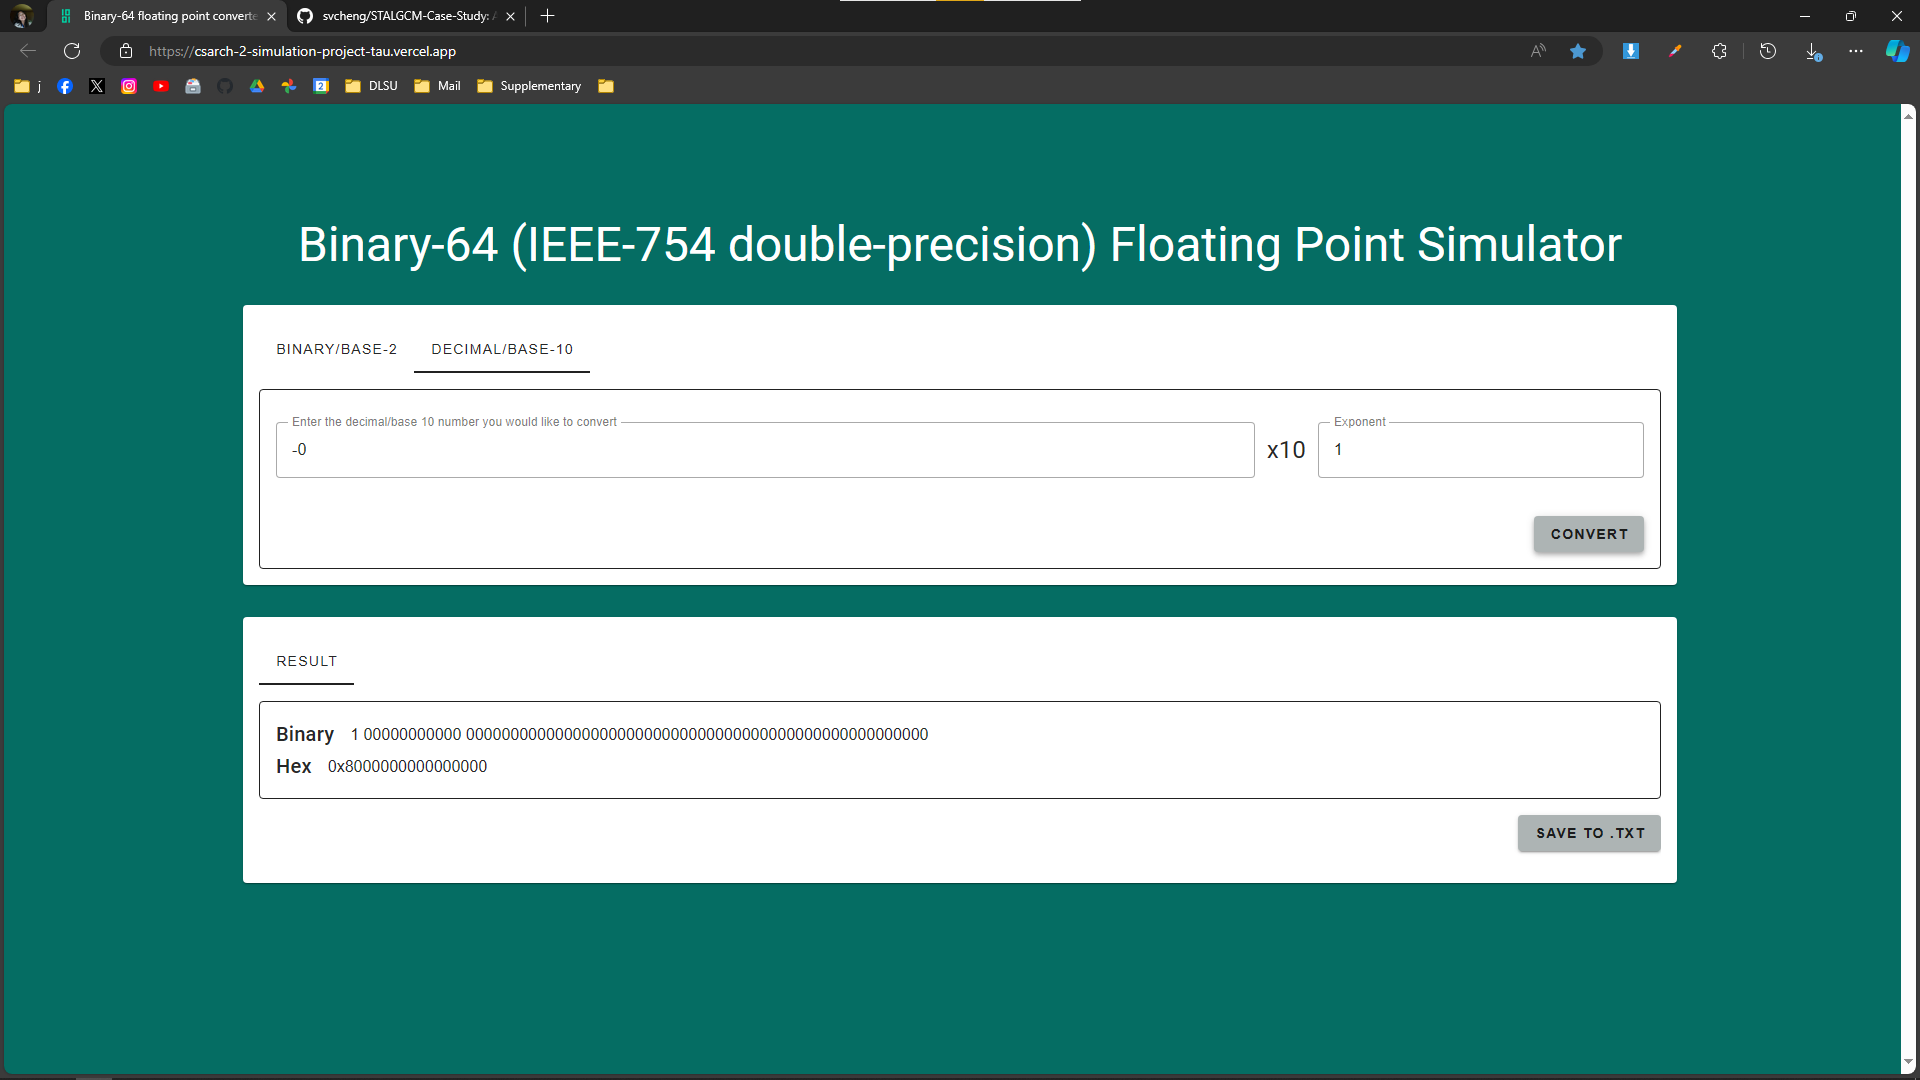 Binary-64 floating point converte
svcheng/STALGCM-Case-Study: A
https://csarch-2-simulation-project-tau.vercel.app
j
DLSU
Mail
Supplementary
Binary-64 (IEEE-754 double-precision) Floating Point Simulator
BINARY/BASE-2
DECIMAL/BASE-10
Enter the decimal/base 10 number you would like to convert
-0
x10
Exponent
1
CONVERT
RESULT
Binary 1 00000000000 0000000000000000000000000000000000000000000000000000
Hex 0x8000000000000000
SAVE TO .TXT